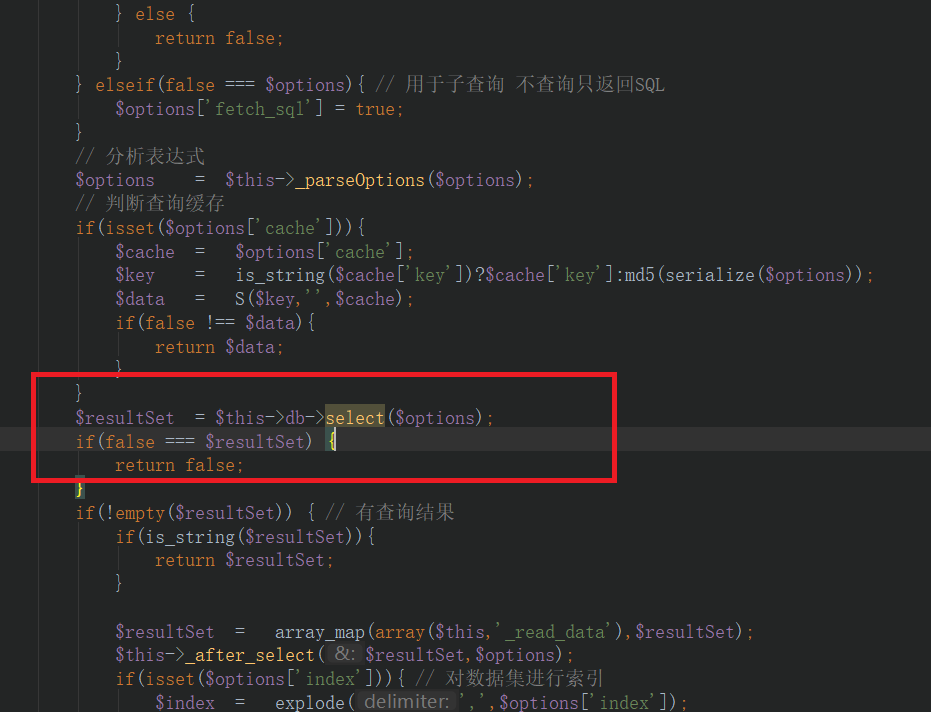 } else {
return false;
}
} elseif(false === $options){ // 用于子查询 不查询只返回SQL
$options['fetch_sql'] = true;
}
// 分析表达式
$options    =  $this->_parseOptions($options);
// 判断查询缓存
if(isset($options['cache'])){
$cache  =   $options['cache'];
$key    =   is_string($cache['key'])?$cache['key']:md5(serialize($options));
$data   =   S($key,'',$cache);
if(false !== $data){
return $data;
}
}
$resultSet  = $this->db->select($options);
if(false === $resultSet) {
return false;
}
if(!empty($resultSet)) { // 有查询结果
if(is_string($resultSet)){
return $resultSet;
}
$resultSet  =   array_map(array($this,'_read_data'),$resultSet);
$this->_after_select( &: $resultSet,$options);
if(isset($options['index'])){ // 对数据集进行索引
$index  =   explode( delimiter: ',',$options['index']);